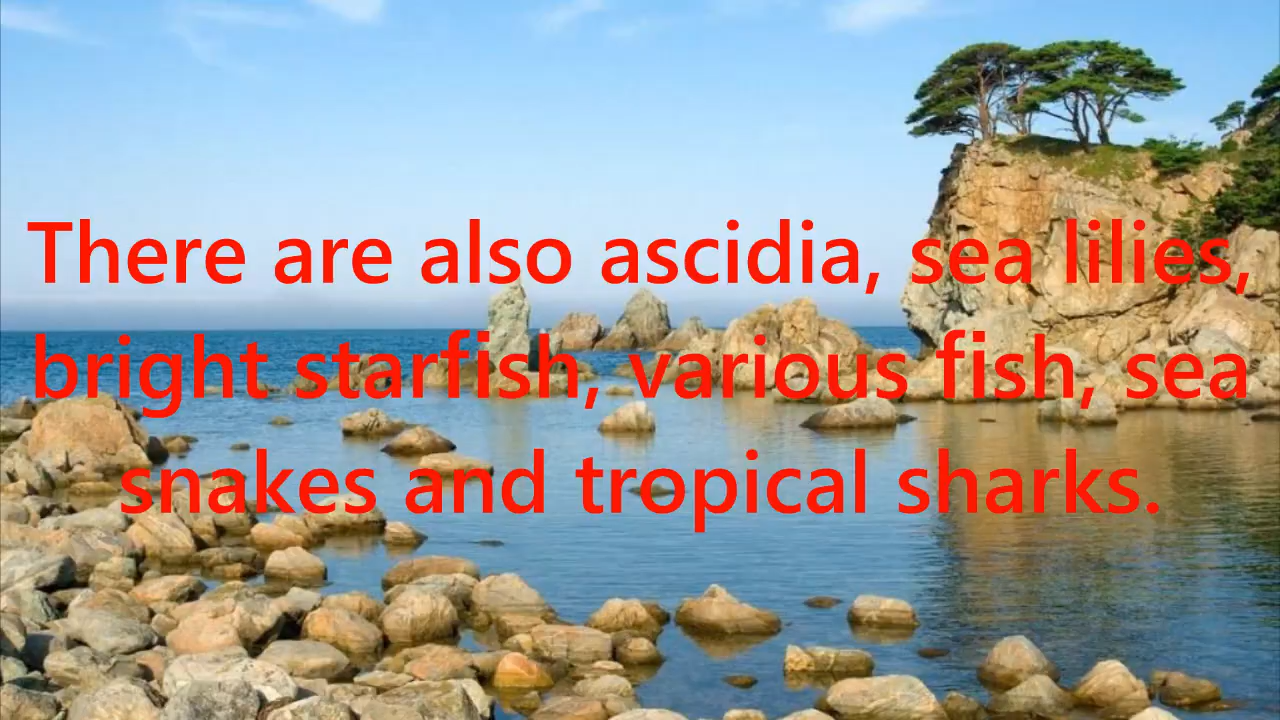 There are also ascidia, sea lilies,
bright starfish, various fish, sea
snakes and tropical sharks.